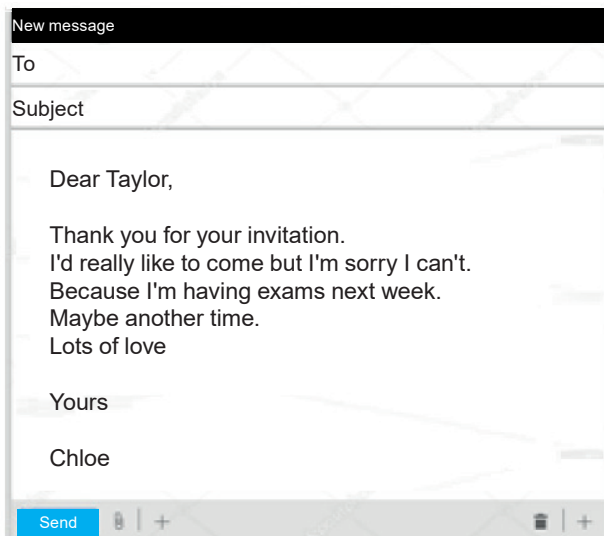 New message
To
Subject
Dear Taylor,
Thank you for your invitation.
I'd really like to come but I'm sorry I can't.
Because I'm having exams next week.
Maybe another time.
Lots of love
Yours
Chloe
Send